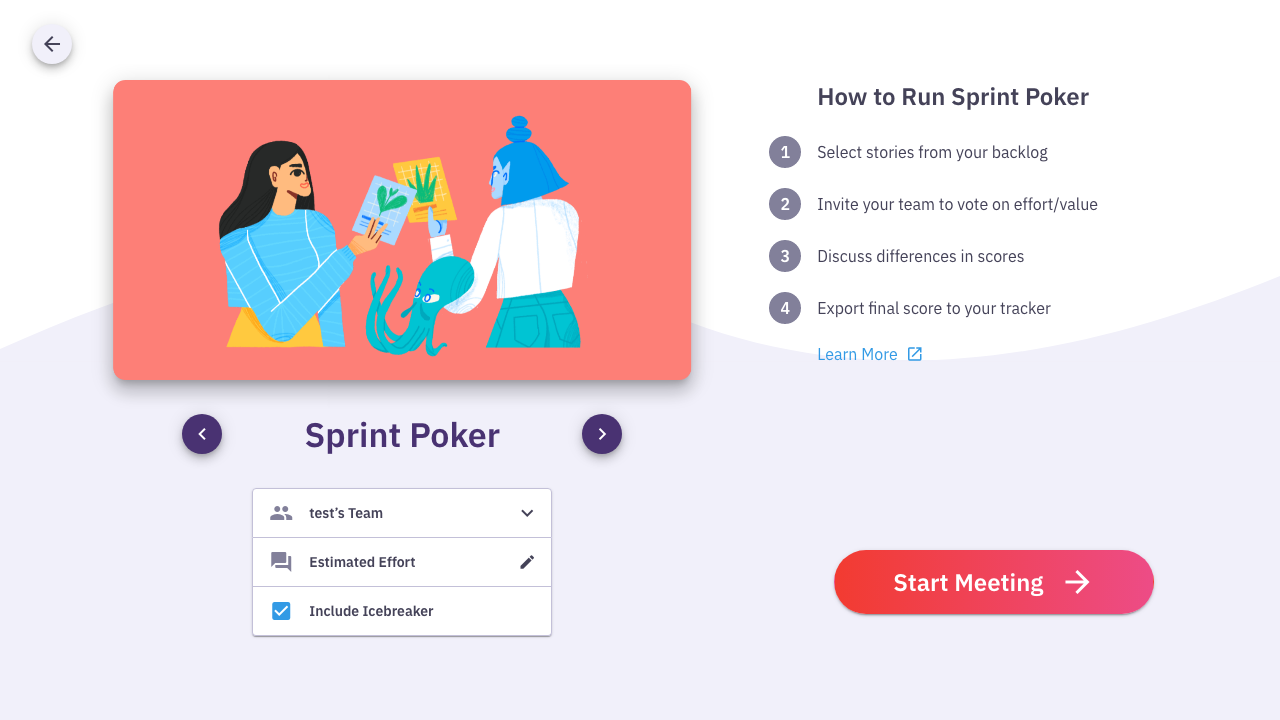 How to Run Sprint Poker
1 Select stories from your backlog
2 Invite your team to vote on effort/value
3 Discuss differences in scores
4 Export final score to your tracker
Learn More
Sprint Poker
test’s Team
Estimated Effort
Include Icebreaker
Start Meeting